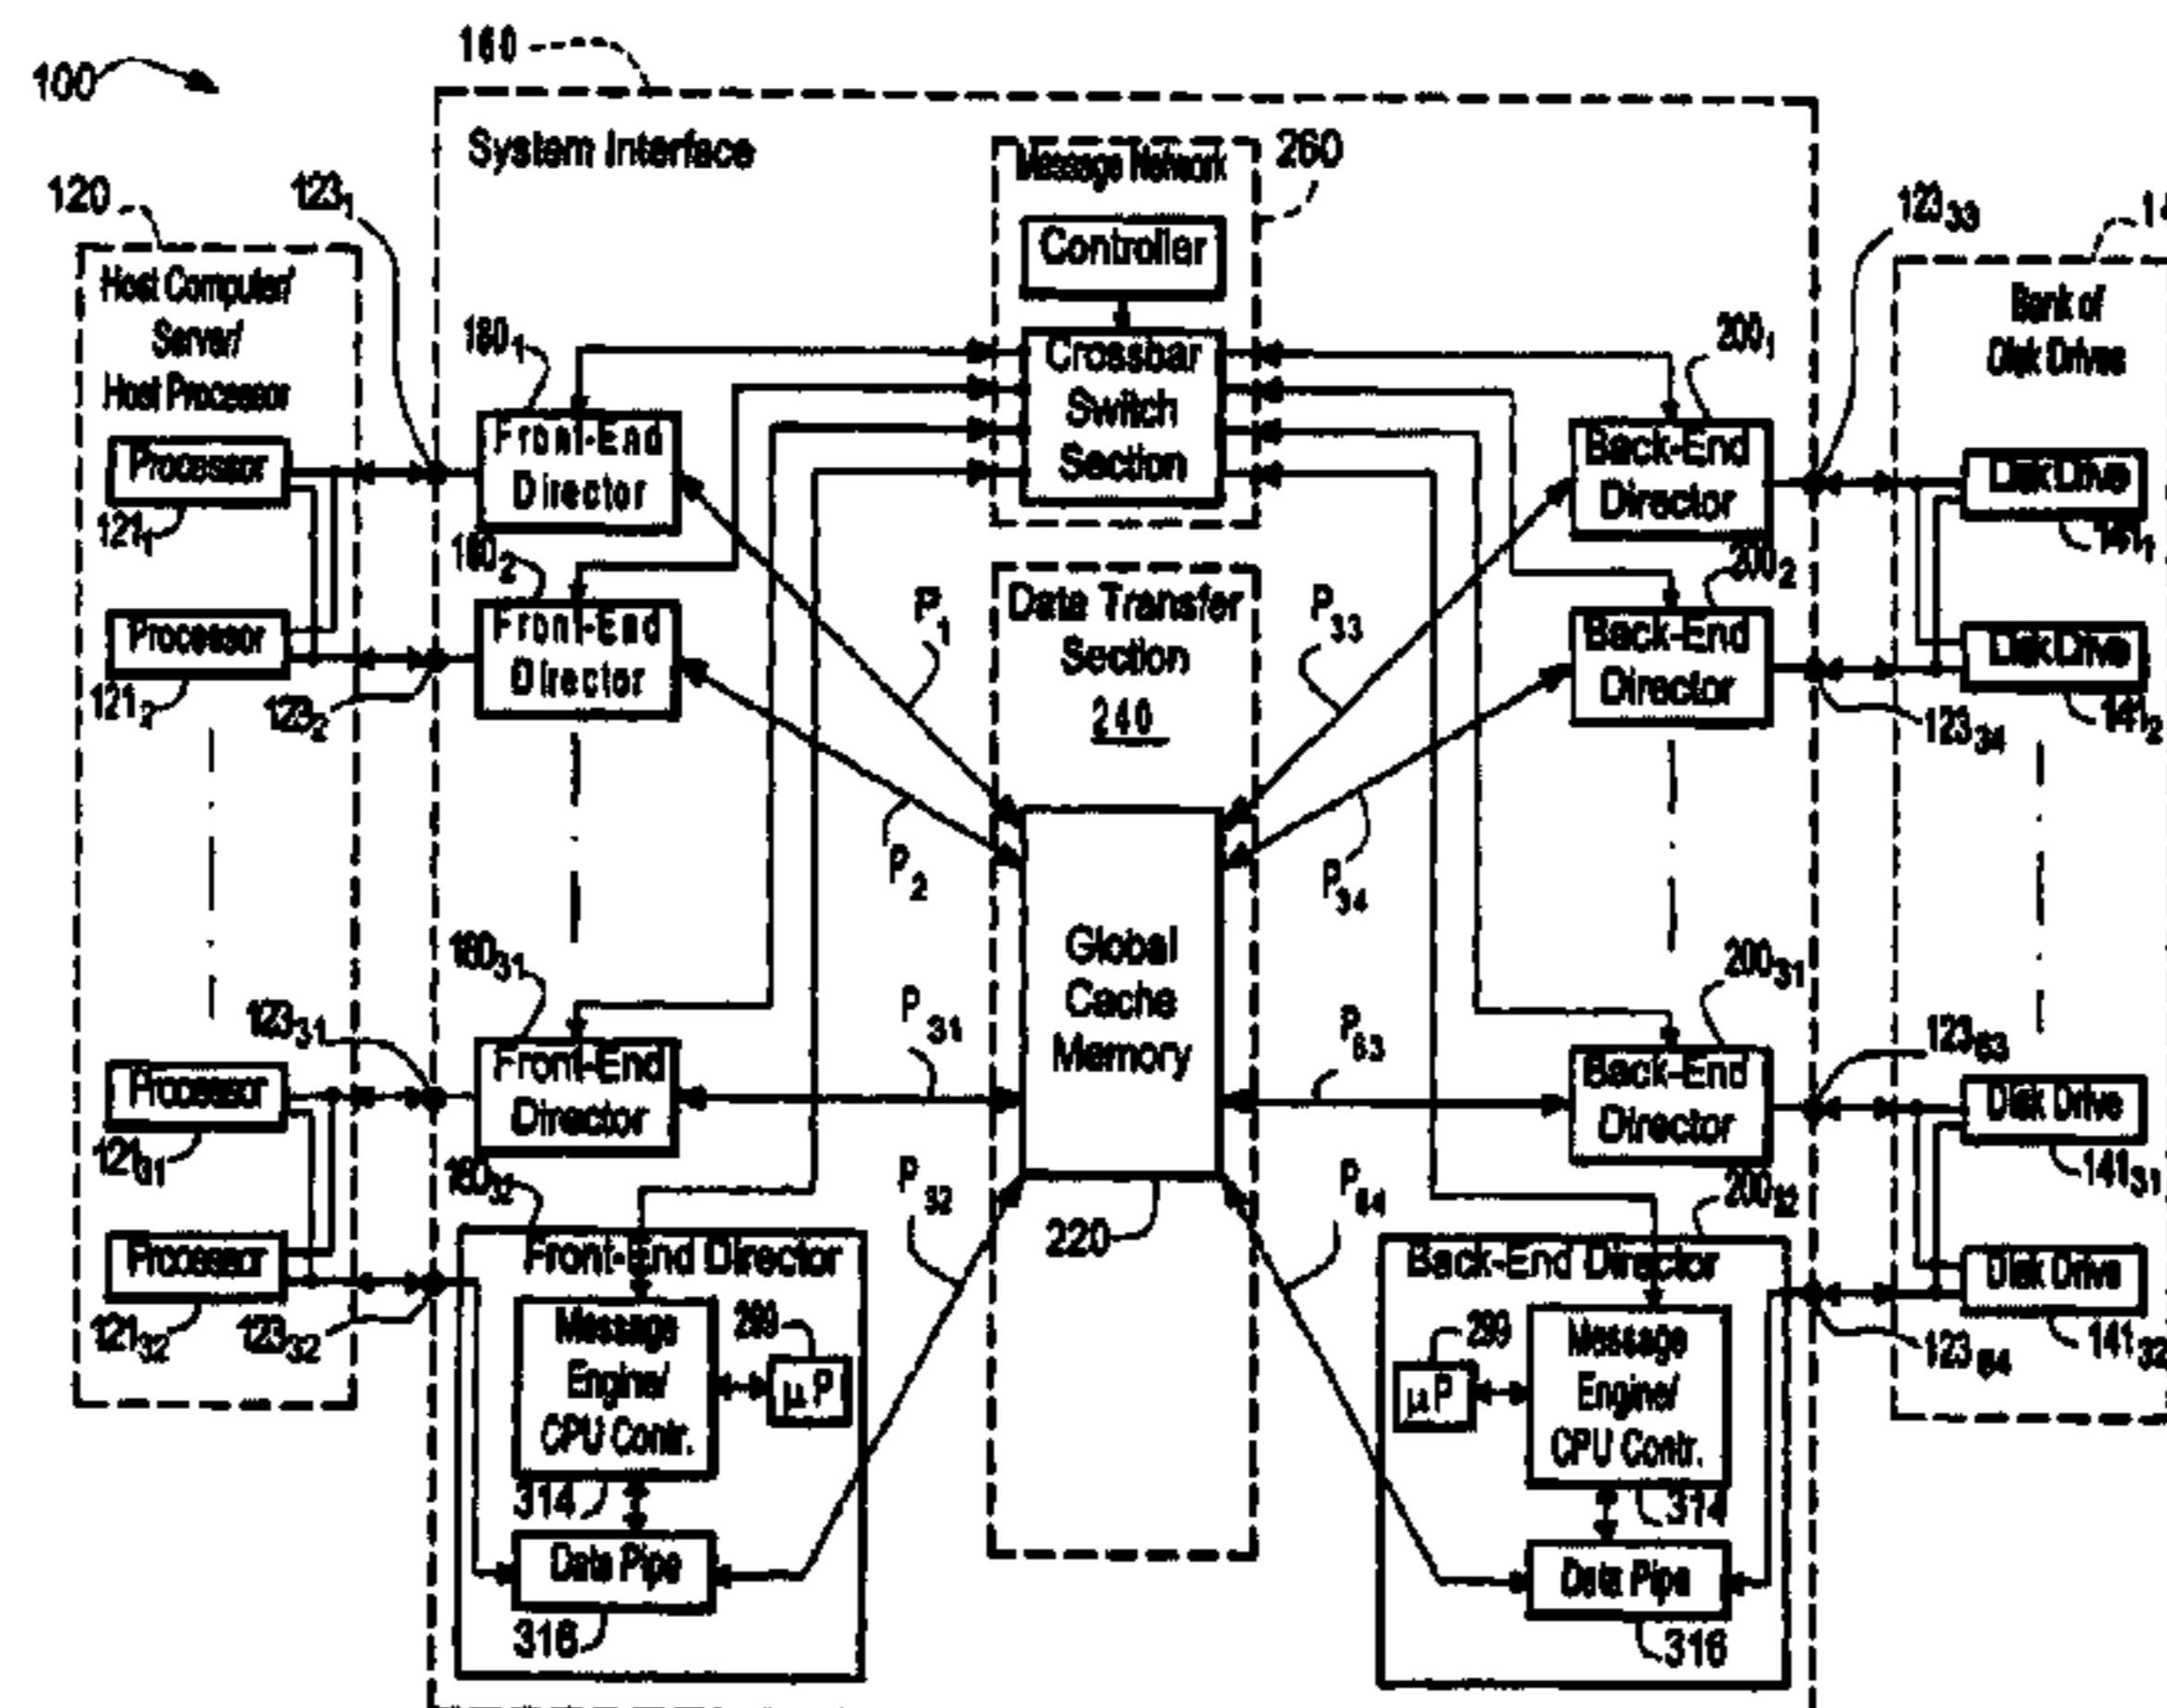 100
160
System Interface
120
123₁
Message Network
260
123₃₃
14
Host Computer/
Server/
Host Processor
Controller
Bank of
Disk Drives
180₁
Crossbar
Switch
Section
200₁
Processor
121₁
Front-End
Director
Back-End
Director
Disk Drive
141₁
180₂
200₂
Processor
121₂
123₂
Front-End
Director
P₁
Data Transfer
Section
240
P₃₃
Back-End
Director
123₃₄
Disk Drive
141₂
P₂
P₃₄
Global
Cache
Memory
180₃₁
200₃₁
123₃₁
P₃₁
P₆₃
123₆₃
Processor
121₃₁
Front-End
Director
Back-End
Director
Disk Drive
141₃₁
180₃₂
P₃₂
220
P₆₄
200₃₂
Processor
121₃₂
123₃₂
Front-End Director
Message
Engine/
CPU Contr.
299
μP
314
Data Pipe
316
Back-End Director
299
μP
Message
Engine/
CPU Contr.
314
Data Pipe
316
123₆₄
Disk Drive
141₃₂